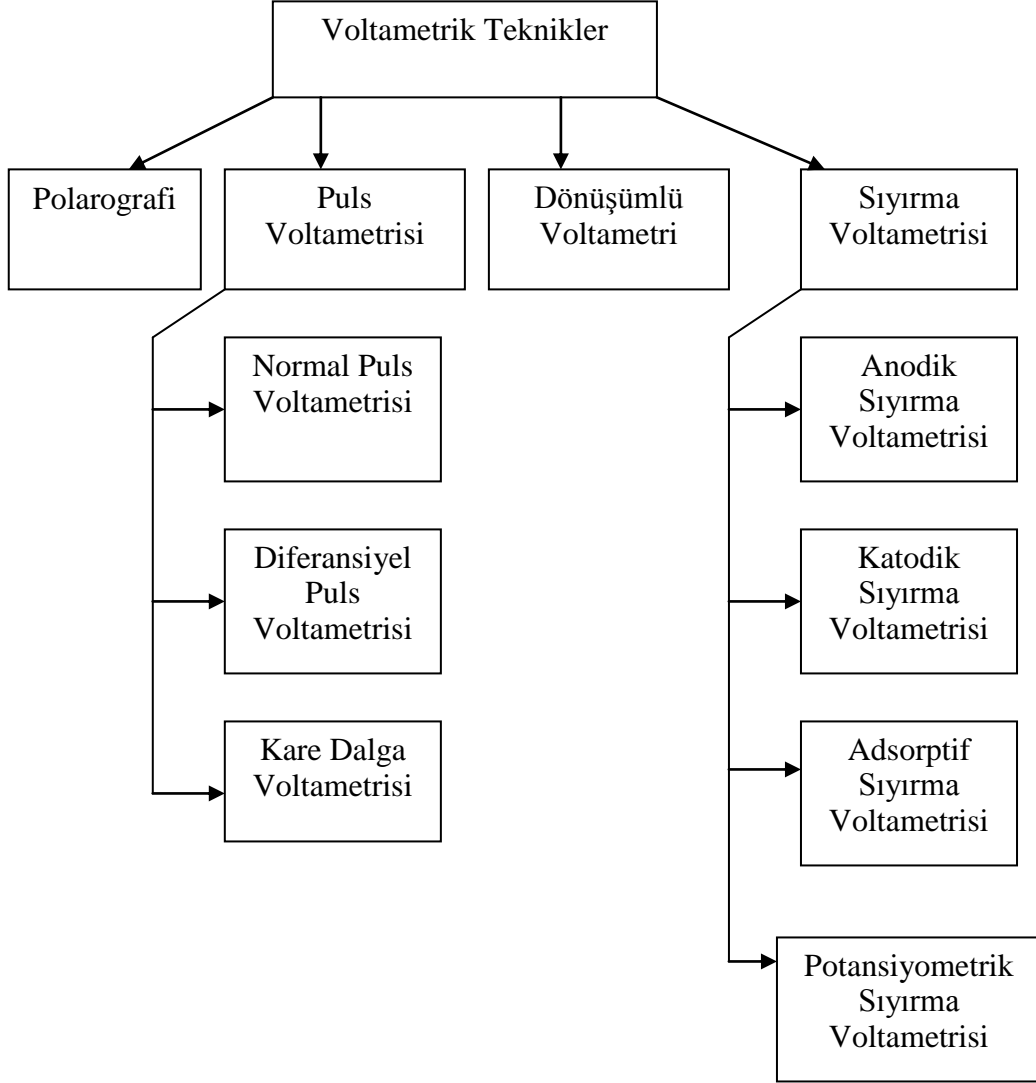 Voltametrik Teknikler
Polarografi
Puls
Voltametrisi
Dönüşümlü
Voltametri
Sıyırma
Voltametrisi
Normal Puls
Voltametrisi
Diferansiyel
Puls
Voltametrisi
Kare Dalga
Voltametrisi
Anodik
Sıyırma
Voltametrisi
Katodik
Sıyırma
Voltametrisi
Adsorptif
Sıyırma
Voltametrisi
Potansiyometrik
Sıyırma
Voltametrisi